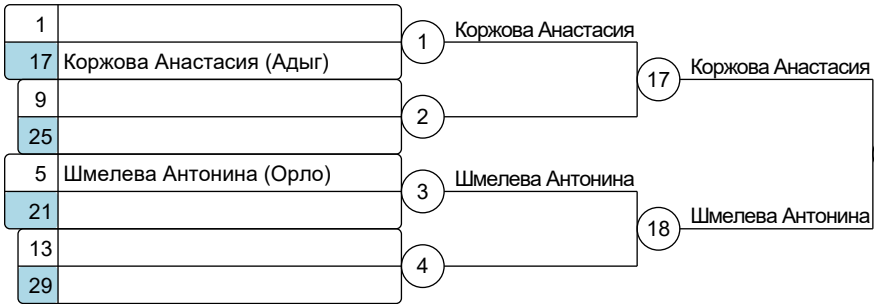 1
17 Коржова Анастасия (Адыг)
1
Коржова Анастасия
9
25
2
17
Коржова Анастасия
5 Шмелева Антонина (Орло)
21
3
Шмелева Антонина
13
29
4
18
Шмелева Антонина